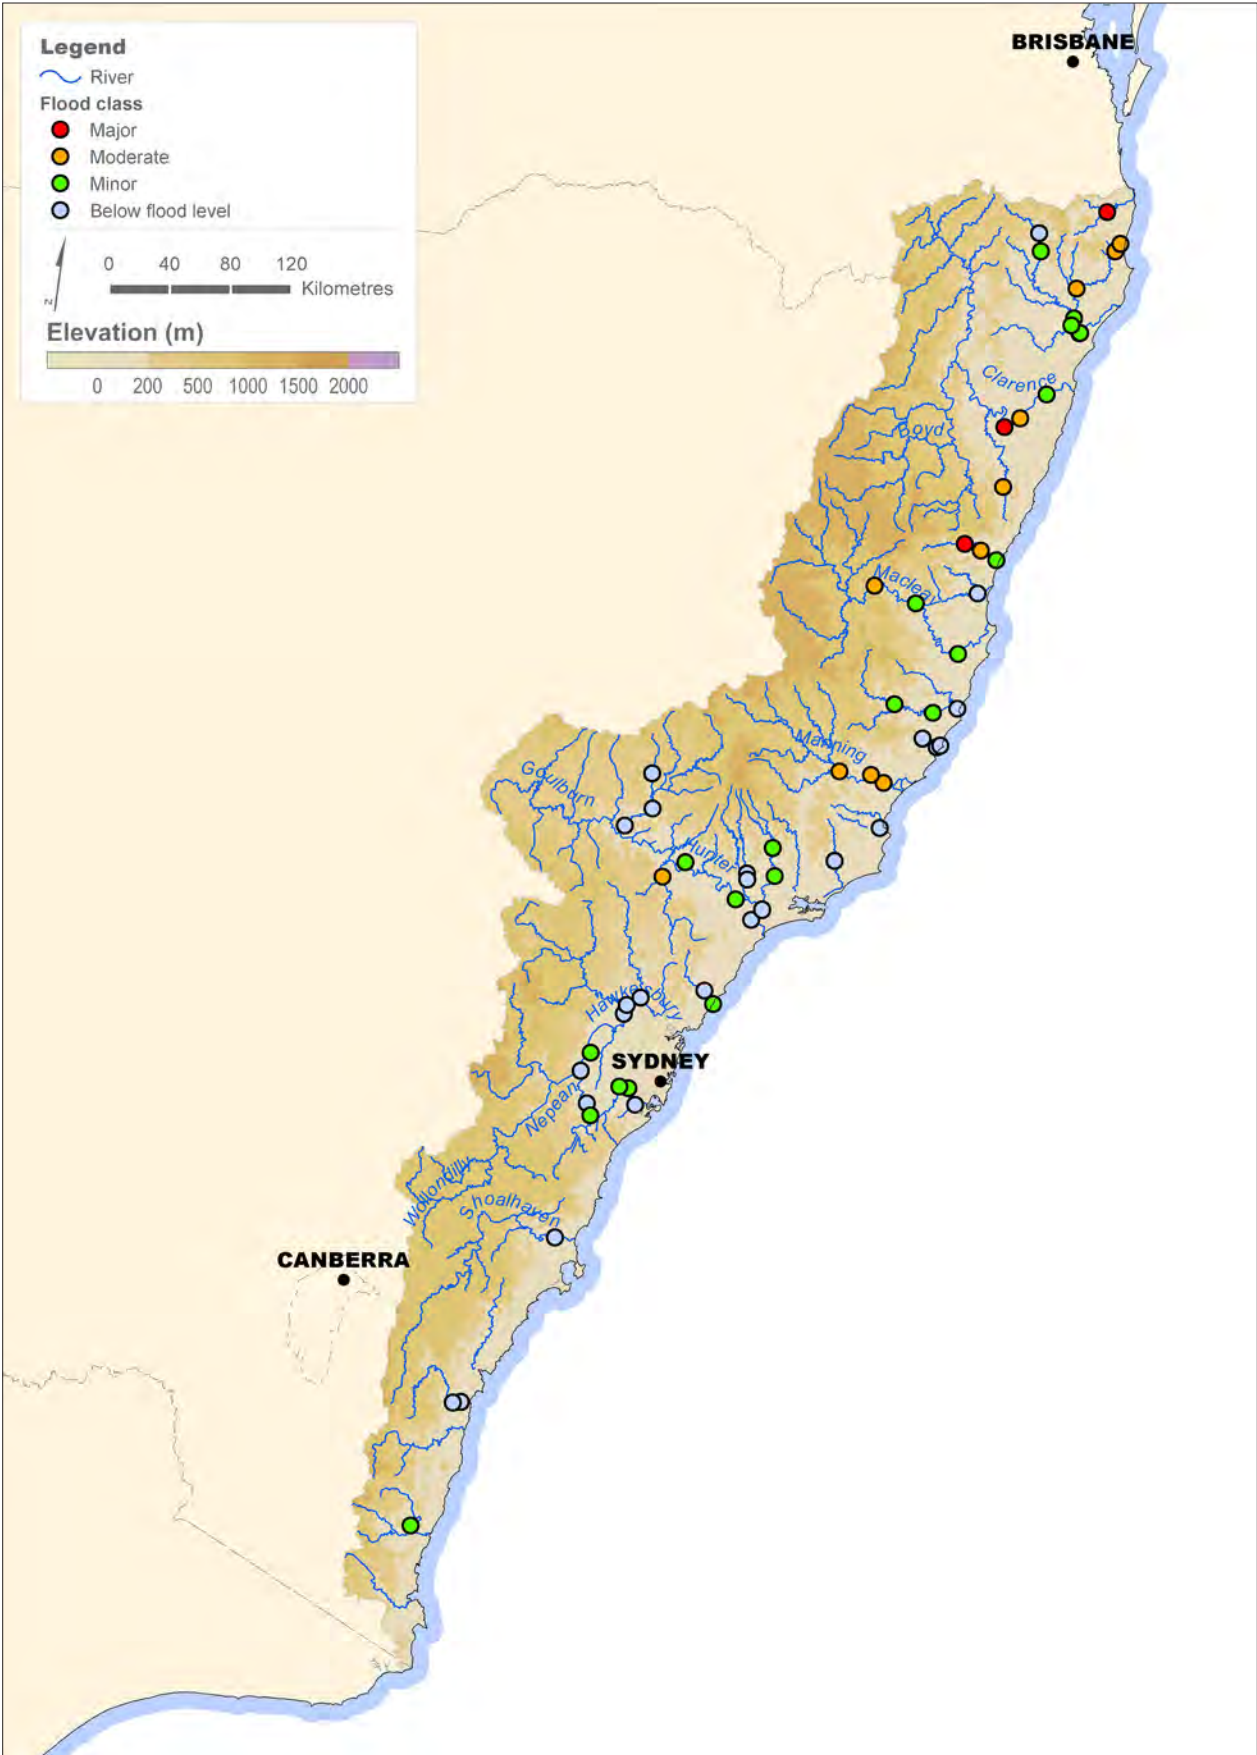 Legend
River
Flood class
Major
Moderate
Minor
Below flood level
N
0 40 80 120
Kilometres
Elevation (m)
0 200 500 1000 1500 2000
BRISBANE
Clarence
Boyd
Macleay
Manning
Goulburn
Hunter
Hawkesbury
SYDNEY
Nepean
Wollondilly
Shoalhaven
CANBERRA